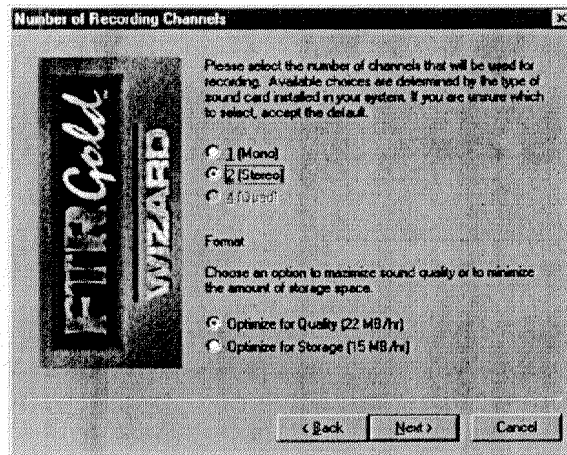 Number of Recording Channels
FTR Gold
WIZARD
Please select the number of channels that will be used for
recording. Available choices are determined by the type of
sound card installed in your system. If you are unsure which
to select, accept the default.
1 (Mono)
2 (Stereo)
4 (Quad)
Format
Choose an option to maximize sound quality or to minimize
the amount of storage space.
Optimize for Quality (22 MB/hr)
Optimize for Storage (15 MB/hr)
< Back
Next >
Cancel